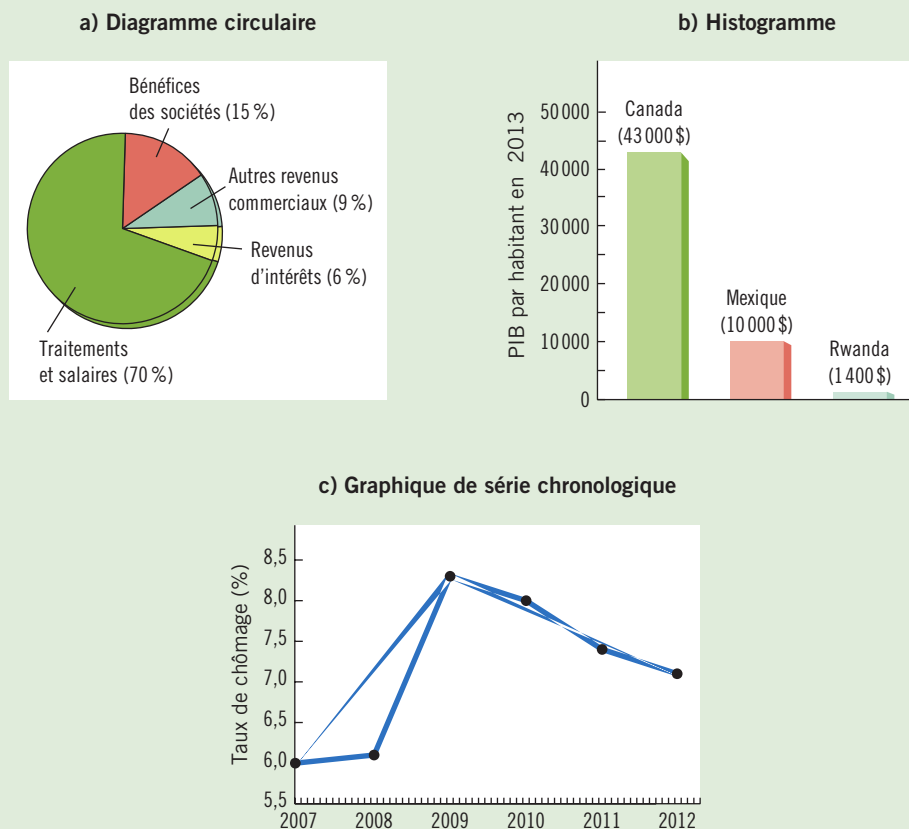 a) Diagramme circulaire
Bénéfices
des sociétés (15 %)
Autres revenus
commerciaux (9 %)
Revenus
d'intérêts (6 %)
Traitements
et salaires (70 %)
b) Histogramme
PIB par habitant en 2013
50 000
40 000
30 000
20 000
10 000
0
Canada
(43 000 $)
Mexique
(10 000 $)
Rwanda
(1 400 $)
c) Graphique de série chronologique
Taux de chômage (%)
8,5
8,0
7,5
7,0
6,5
6,0
5,5
2007 2008 2009 2010 2011 2012